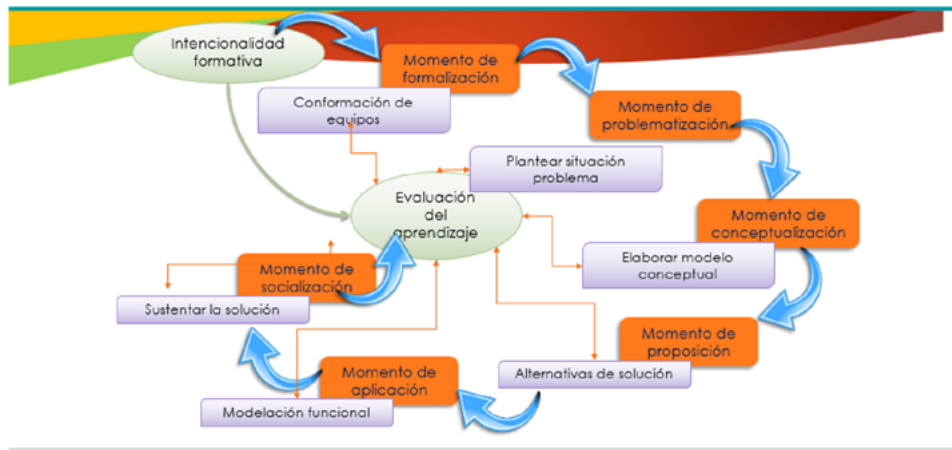 Intencionalidad
formativa
Momento de
formalización
Conformación de
equipos
Momento de
problematización
Plantear situación
problema
Momento de
conceptualización
Elaborar modelo
conceptual
Momento de
proposición
Alternativas de solución
Momento de
aplicación
Modelación funcional
Momento de
socialización
Sustentar la solución
Evaluación
del
aprendizaje